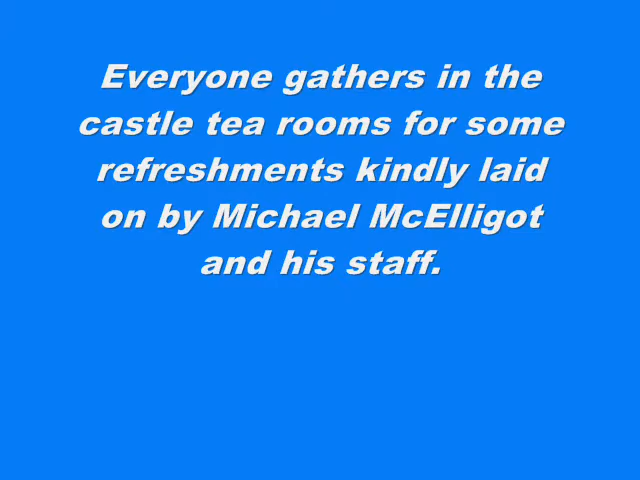 Everyone gathers in the
castle tea rooms for some
refreshments kindly laid
on by Michael McElligot
and his staff.